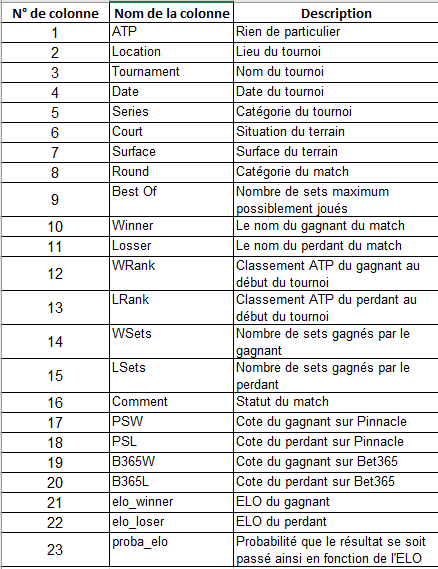 N° de colonne Nom de la colonne Description
1 ATP Rien de particulier
2 Location Lieu du tournoi
3 Tournament Nom du tournoi
4 Date Date du tournoi
5 Series Catégorie du tournoi
6 Court Situation du terrain
7 Surface Surface du terrain
8 Round Catégorie du match
9 Best Of Nombre de sets maximum
possiblement joués
10 Winner Le nom du gagnant du match
11 Losser Le nom du perdant du match
12 WRank Classement ATP du gagnant au
début du tournoi
13 LRank Classement ATP du perdant au
début du tournoi
14 WSets Nombre de sets gagnés par le
gagnant
15 LSets Nombre de sets gagnés par le
perdant
16 Comment Statut du match
17 PSW Cote du gagnant sur Pinnacle
18 PSL Cote du perdant sur Pinnacle
19 B365W Cote du gagnant sur Bet365
20 B365L Cote du perdant sur Bet365
21 elo_winner ELO du gagnant
22 elo_loser ELO du perdant
23 proba_elo Probabilité que le résultat se soit
passé ainsi en fonction de l'ELO